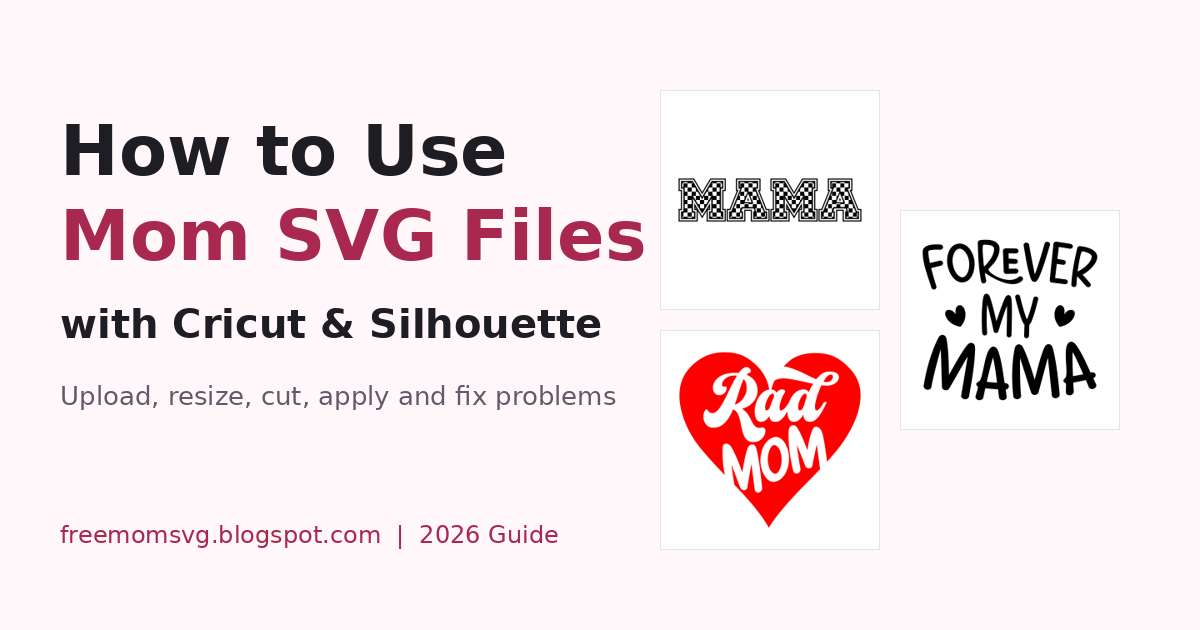 How to Use
Mom SVG Files
with Cricut & Silhouette
Upload, resize, cut, apply and fix problems
freemomsvg.blogspot.com | 2026 Guide
MAMA
Rad
MOM
FOREVER
MY
MAMA